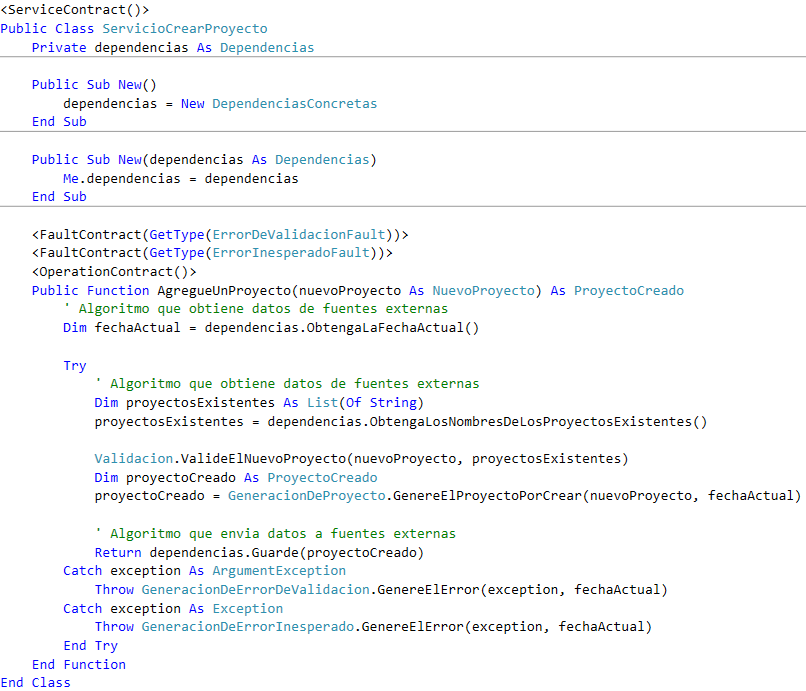 <ServiceContract()>
Public Class ServicioCrearProyecto
    Private dependencias As Dependencias
    Public Sub New()
        dependencias = New DependenciasConcretas
    End Sub
    Public Sub New(dependencias As Dependencias)
        Me.dependencias = dependencias
    End Sub
    <FaultContract(GetType(ErrorDeValidacionFault))>
    <FaultContract(GetType(ErrorInesperadoFault))>
    <OperationContract()>
    Public Function AgregueUnProyecto(nuevoProyecto As NuevoProyecto) As ProyectoCreado
        ' Algoritmo que obtiene datos de fuentes externas
        Dim fechaActual = dependencias.ObtengaLaFechaActual()
        Try
            ' Algoritmo que obtiene datos de fuentes externas
            Dim proyectosExistentes As List(Of String)
            proyectosExistentes = dependencias.ObtengaLosNombresDeLosProyectosExistentes()
            Validacion.ValideElNuevoProyecto(nuevoProyecto, proyectosExistentes)
            Dim proyectoCreado As ProyectoCreado
            proyectoCreado = GeneracionDeProyecto.GenereElProyectoPorCrear(nuevoProyecto, fechaActual)
            ' Algoritmo que envia datos a fuentes externas
            Return dependencias.Guarde(proyectoCreado)
        Catch exception As ArgumentException
            Throw GeneracionDeErrorDeValidacion.GenereElError(exception, fechaActual)
        Catch exception As Exception
            Throw GeneracionDeErrorInesperado.GenereElError(exception, fechaActual)
        End Try
    End Function
End Class